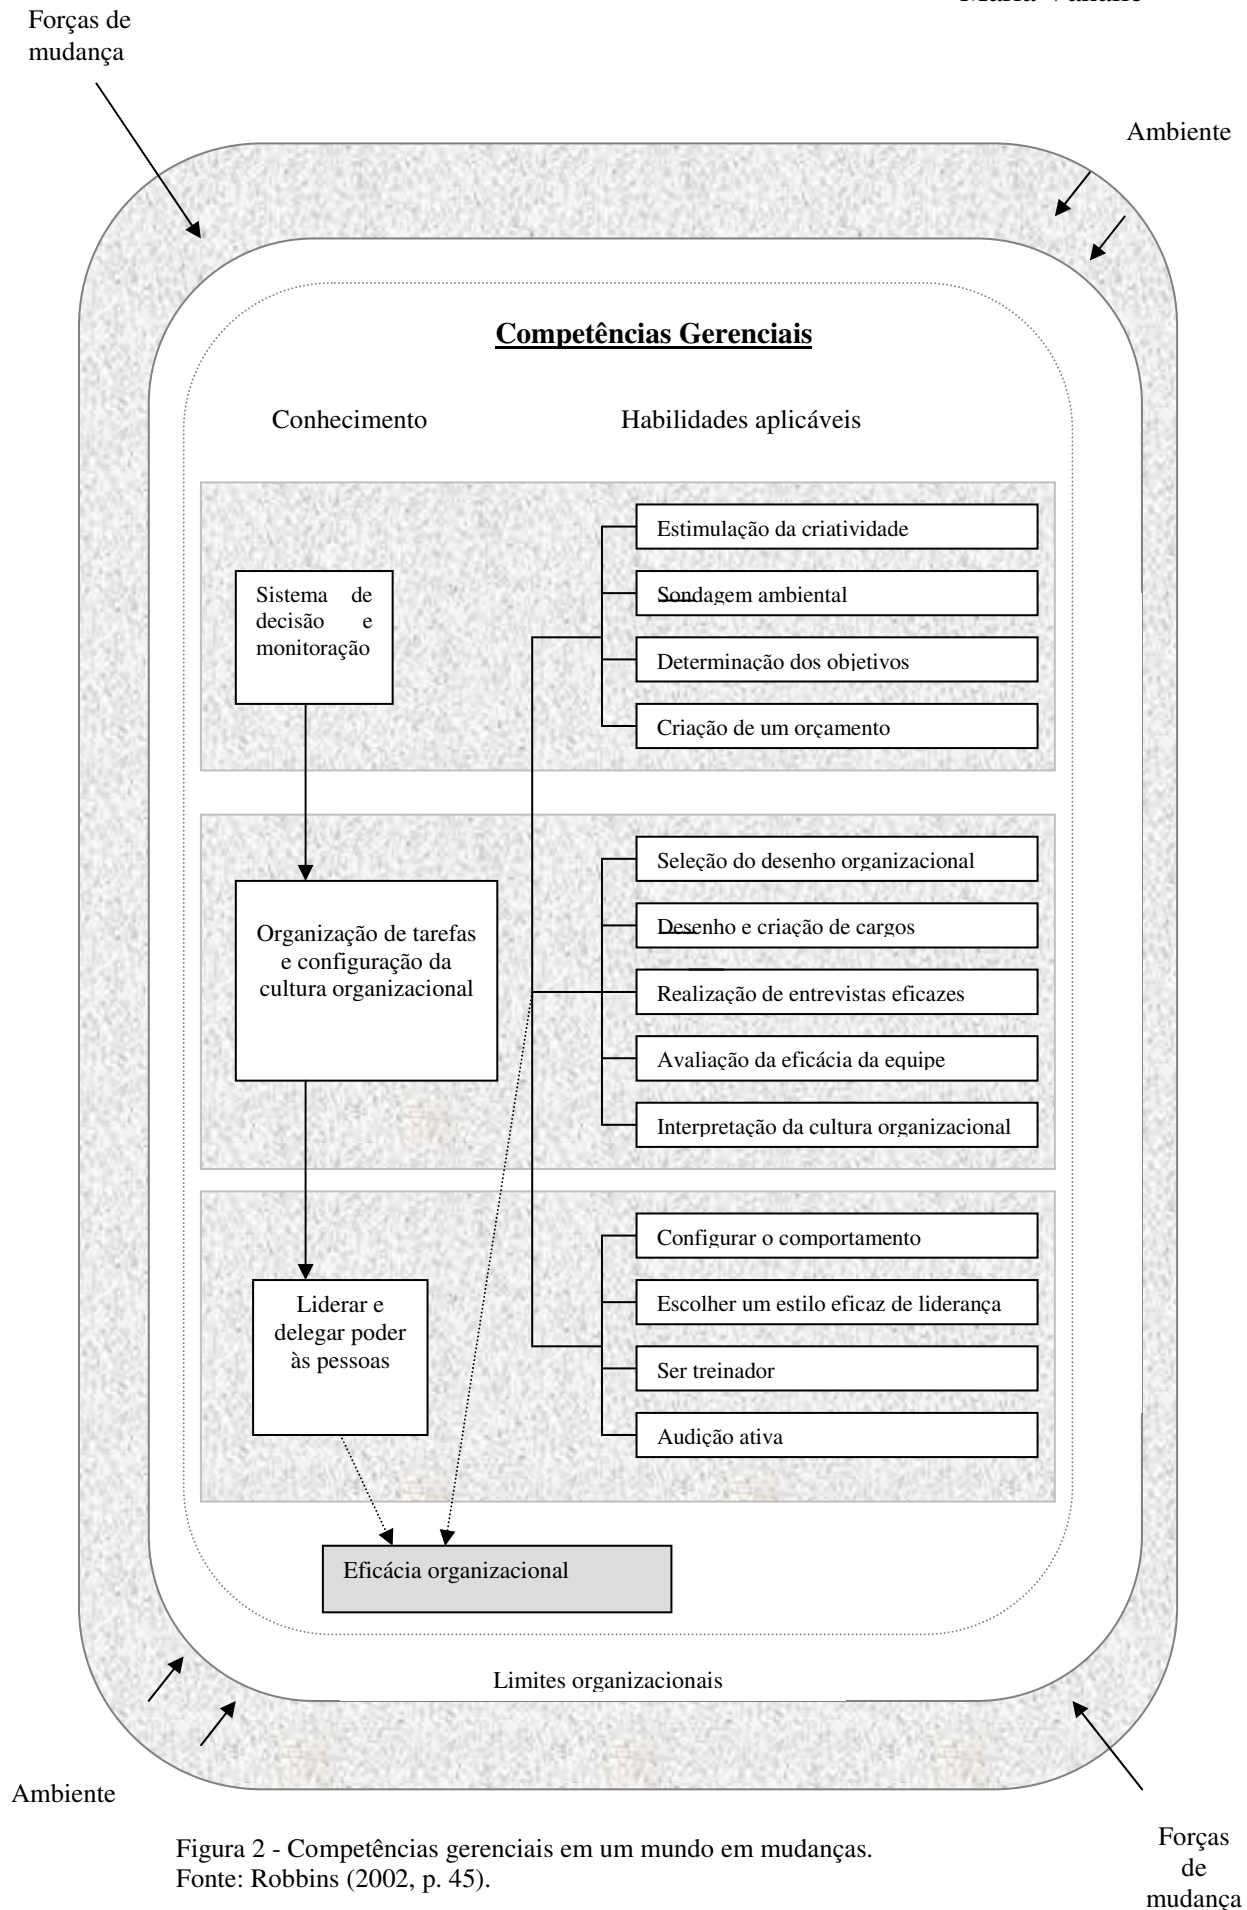 Forças de
mudança
Ambiente
Competências Gerenciais
Conhecimento
Habilidades aplicáveis
Sistema de
decisão e
monitoração
Estimulação da criatividade
Sondagem ambiental
Determinação dos objetivos
Criação de um orçamento
Organização de tarefas
e configuração da
cultura organizacional
Seleção do desenho organizacional
Desenho e criação de cargos
Realização de entrevistas eficazes
Avaliação da eficácia da equipe
Interpretação da cultura organizacional
Liderar e
delegar poder
às pessoas
Configurar o comportamento
Escolher um estilo eficaz de liderança
Ser treinador
Audição ativa
Eficácia organizacional
Limites organizacionais
Ambiente
Forças
de
mudança
Figura 2 - Competências gerenciais em um mundo em mudanças.
Fonte: Robbins (2002, p. 45).